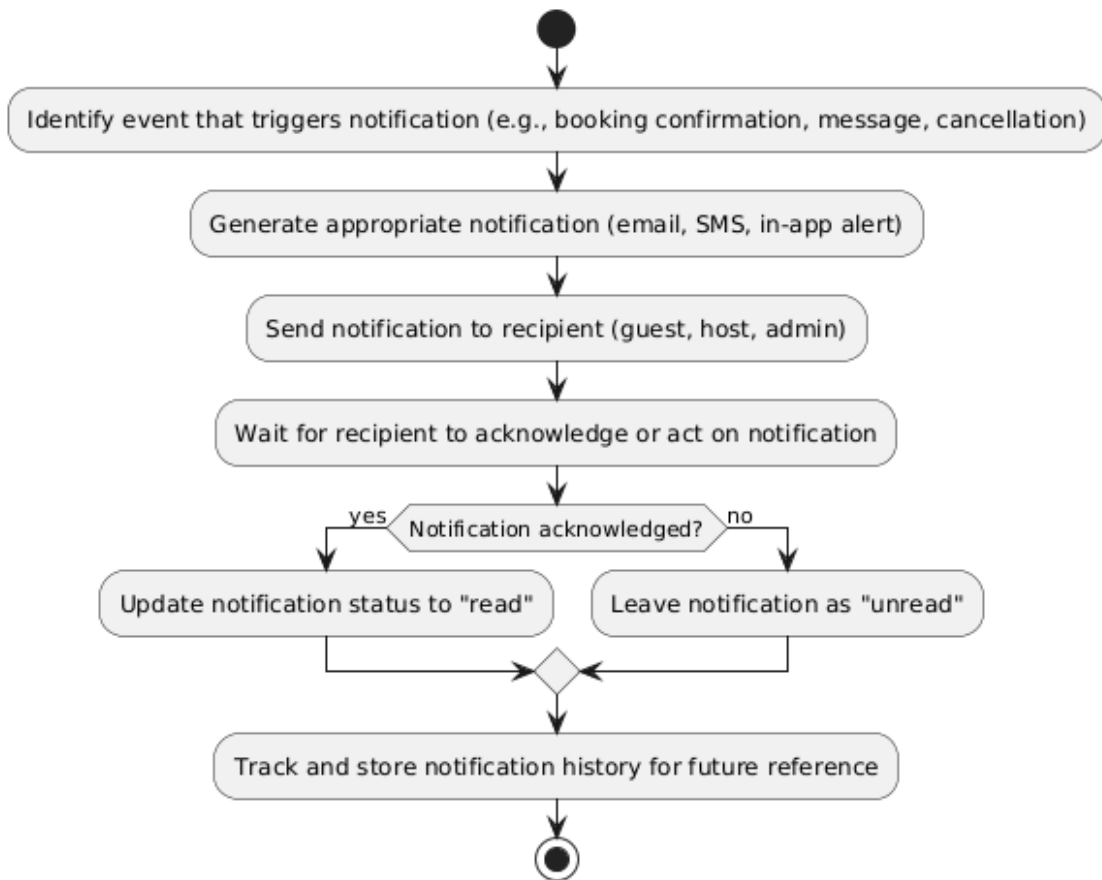 Identify event that triggers notification (e.g., booking confirmation, message, cancellation)
Generate appropriate notification (email, SMS, in-app alert)
Send notification to recipient (guest, host, admin)
Wait for recipient to acknowledge or act on notification
yes
Notification acknowledged?
no
Update notification status to "read"
Leave notification as "unread"
Track and store notification history for future reference